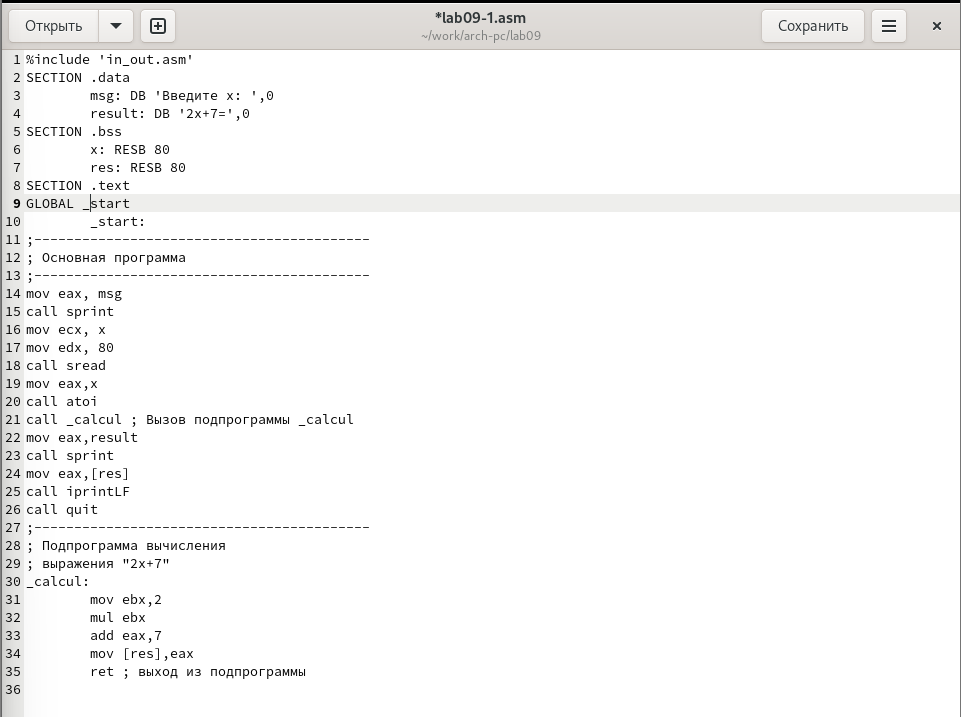 Открыть
*lab09-1.asm
~/work/arch-pc/lab09
Сохранить
1 %include 'in_out.asm'
2 SECTION .data
3 msg: DB 'Введите x: ',0
4 result: DB '2x+7=',0
5 SECTION .bss
6 x: RESB 80
7 res: RESB 80
8 SECTION .text
9 GLOBAL _start
10 _start:
11 ;------------------------------------------
12 ; Основная программа
13 ;------------------------------------------
14 mov eax, msg
15 call sprint
16 mov ecx, x
17 mov edx, 80
18 call sread
19 mov eax,x
20 call atoi
21 call _calcul ; Вызов подпрограммы _calcul
22 mov eax,result
23 call sprint
24 mov eax,[res]
25 call iprintLF
26 call quit
27 ;------------------------------------------
28 ; Подпрограмма вычисления
29 ; выражения "2x+7"
30 _calcul:
31 mov ebx,2
32 mul ebx
33 add eax,7
34 mov [res],eax
35 ret ; выход из подпрограммы
36